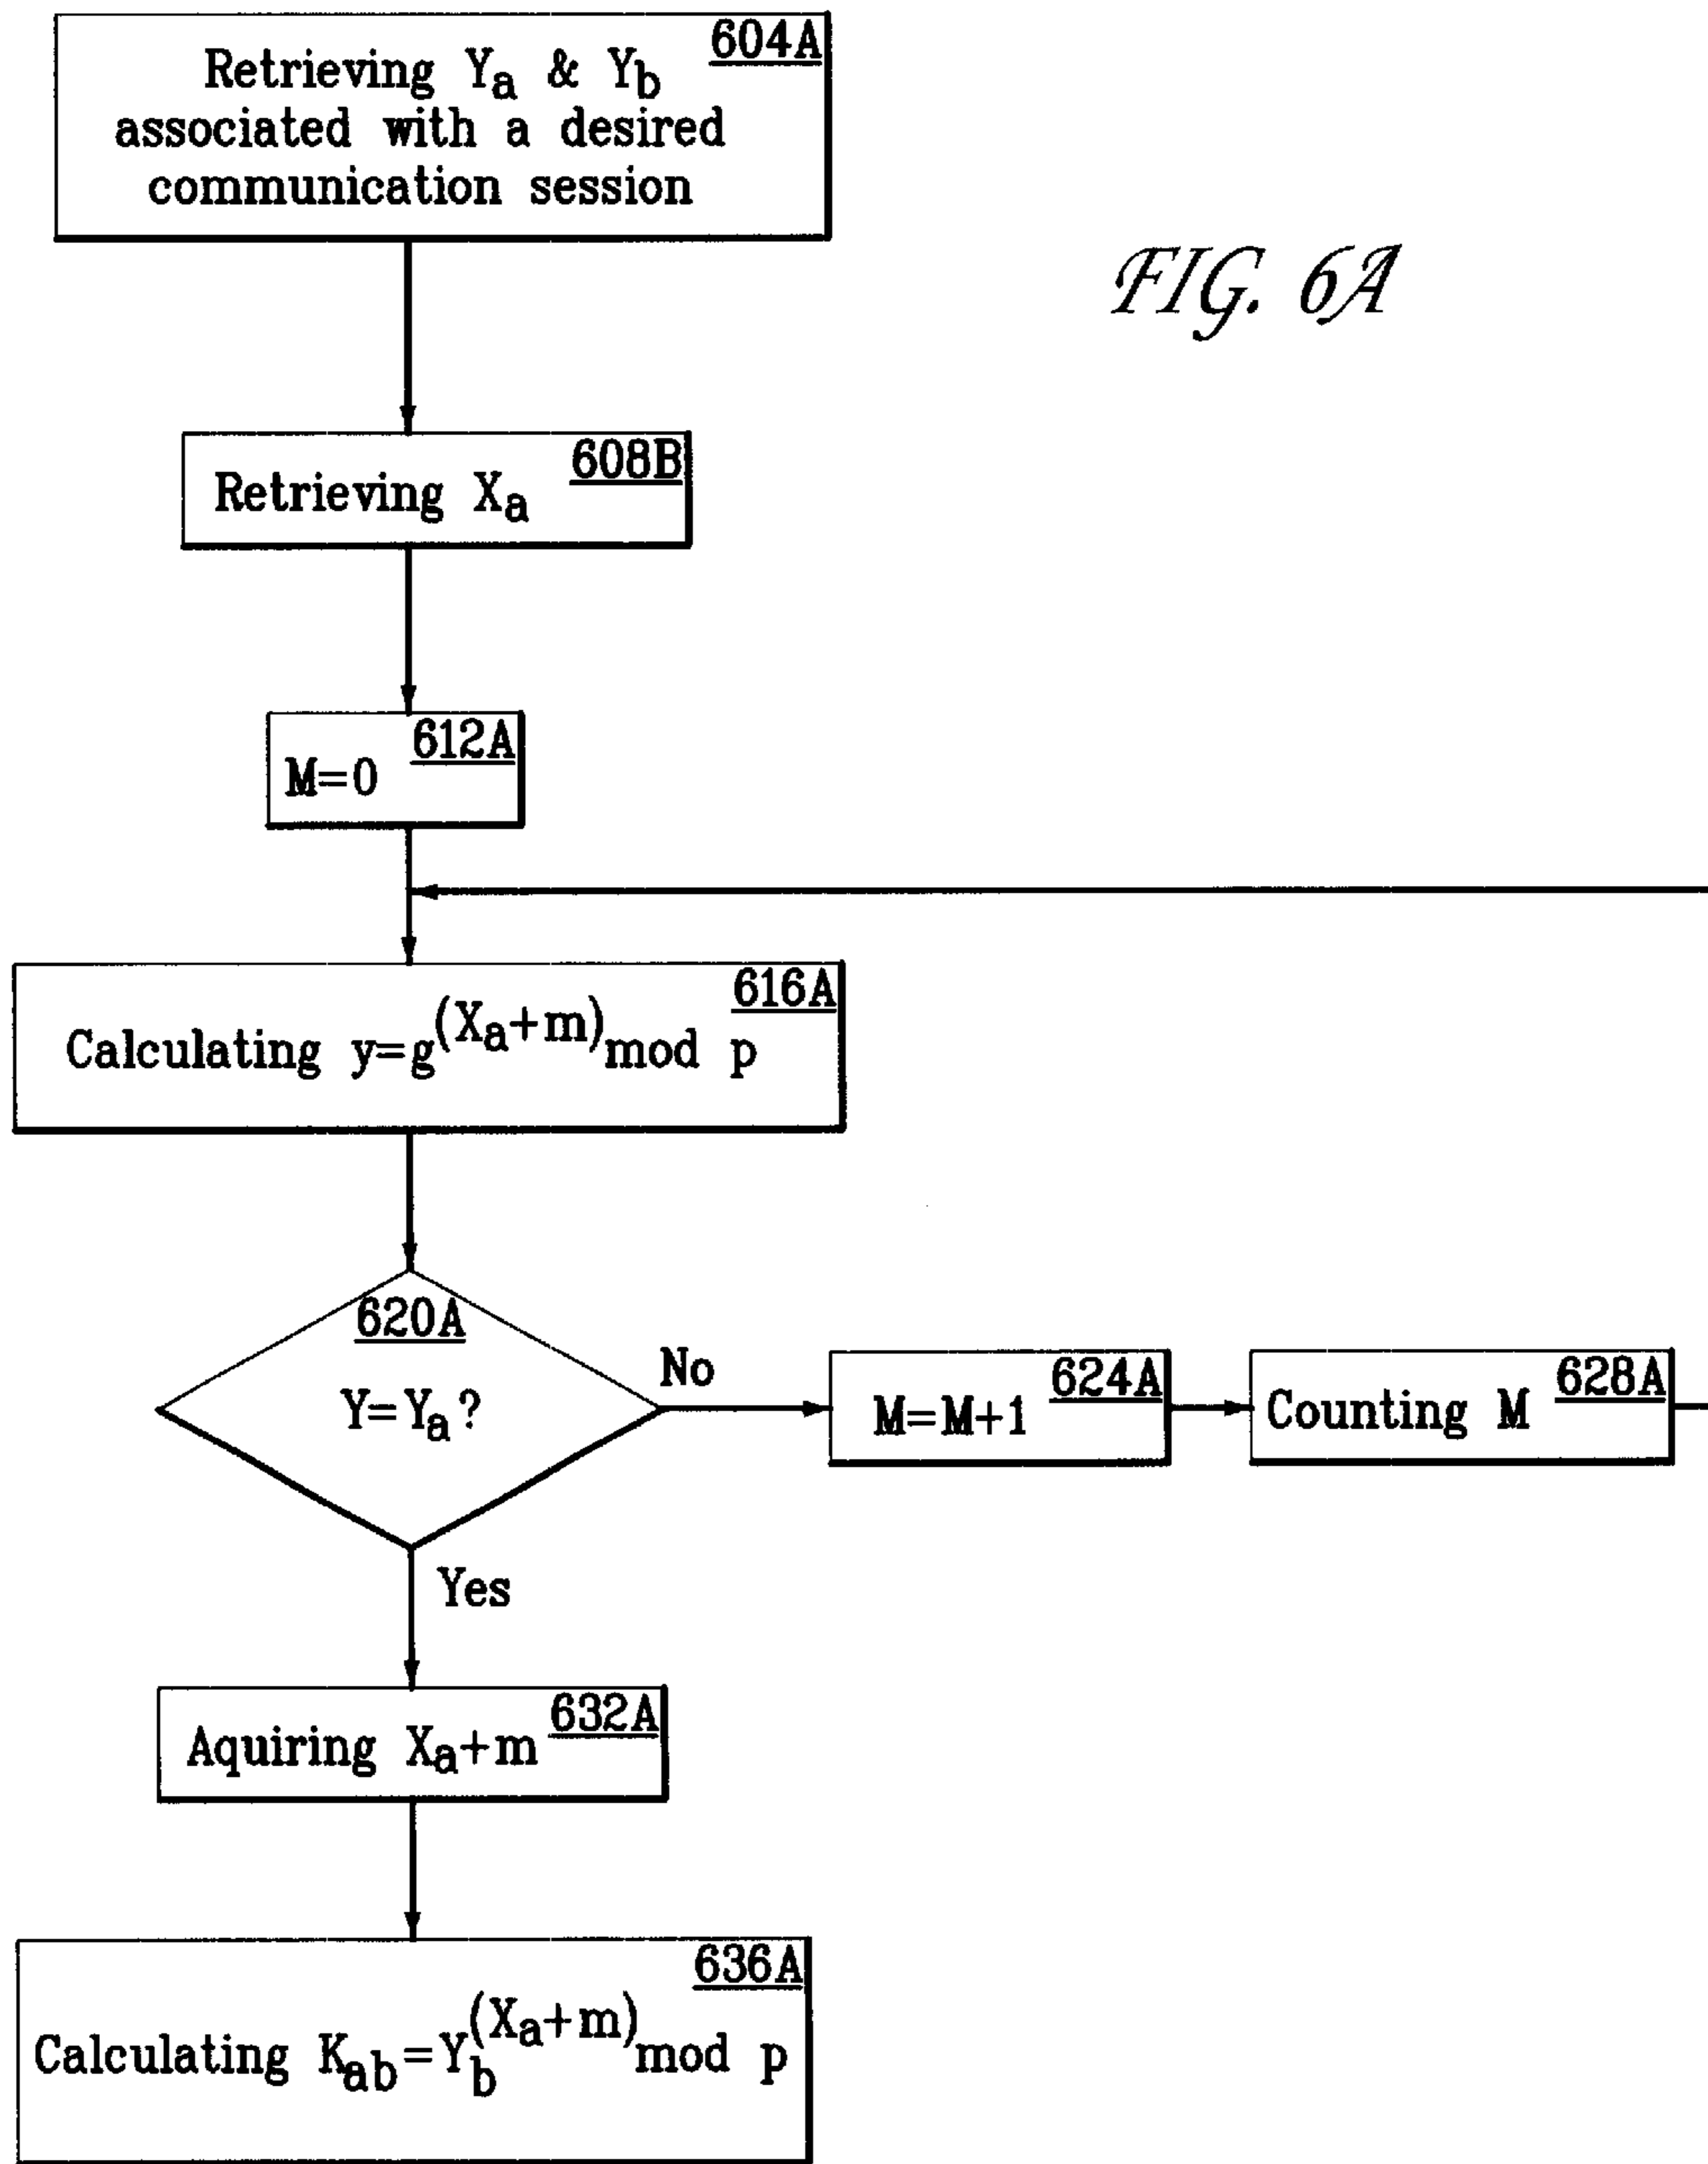 604A
Retrieving Ya & Yb
associated with a desired
communication session
FIG. 6A
608B
Retrieving Xa
612A
M=0
616A
Calculating y=g(Xa+m)mod p
620A
Y=Ya?
No
624A
M=M+1
628A
Counting M
Yes
632A
Aquiring Xa+m
636A
Calculating Kab=Yb(Xa+m)mod p